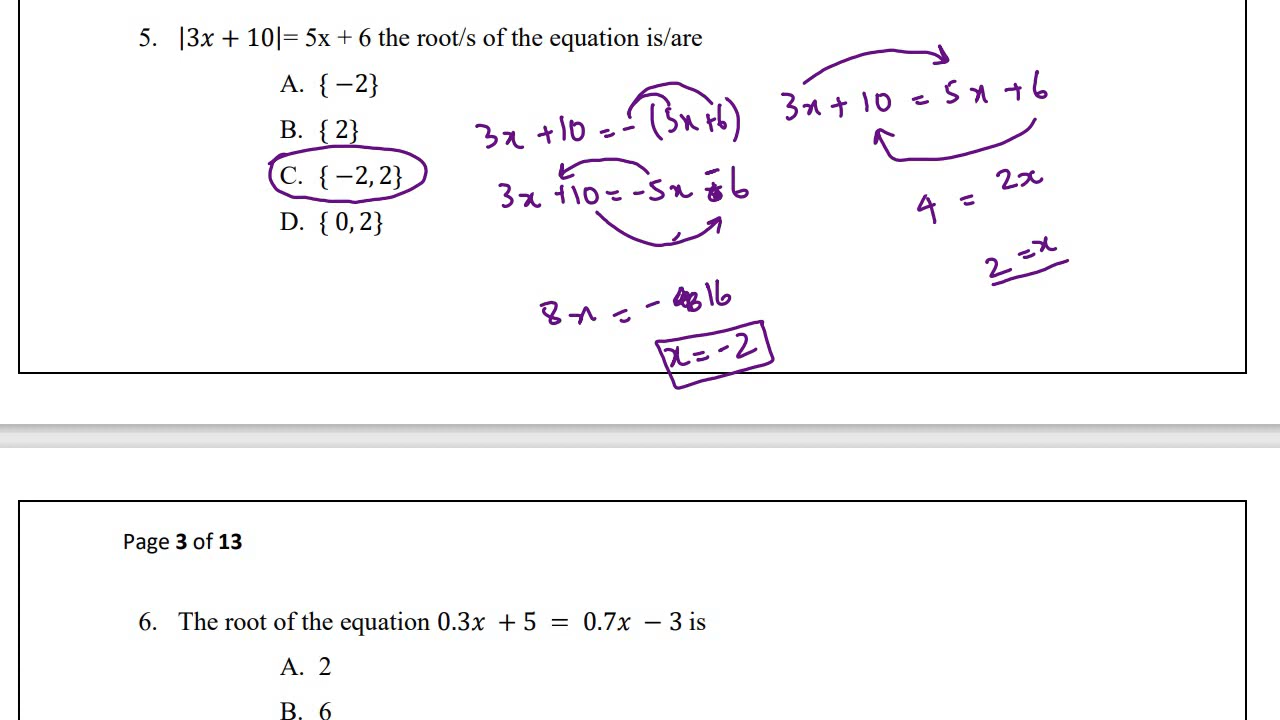 5. |3x + 10|= 5x + 6 the root/s of the equation is/are
A. { −2}
B. { 2}
C. { −2, 2}
D. { 0, 2}
3x + 10 = - (5x + 6)
3x + 10 = -5x - 6
8x = - 16
x = -2
3x + 10 = 5x + 6
4 = 2x
2 = x
Page 3 of 13
6. The root of the equation 0.3x + 5 = 0.7x − 3 is
A. 2
B. 6